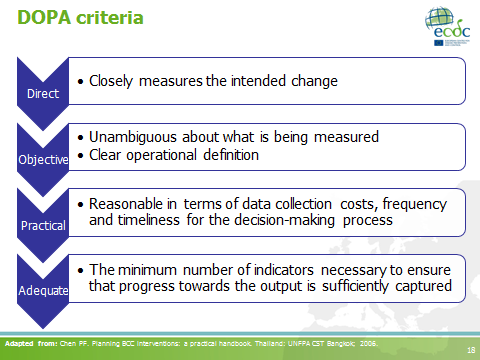 DOPA criteria
ecdc
Direct
• Closely measures the intended change
Objective
• Unambiguous about what is being measured
• Clear operational definition
Practical
• Reasonable in terms of data collection costs, frequency
and timeliness for the decision-making process
Adequate
• The minimum number of indicators necessary to ensure
that progress towards the output is sufficiently captured
Adapted from: Chen PF. Planning BCC interventions: a practical handbook. Thailand: UNFPA CST Bangkok; 2006.
18